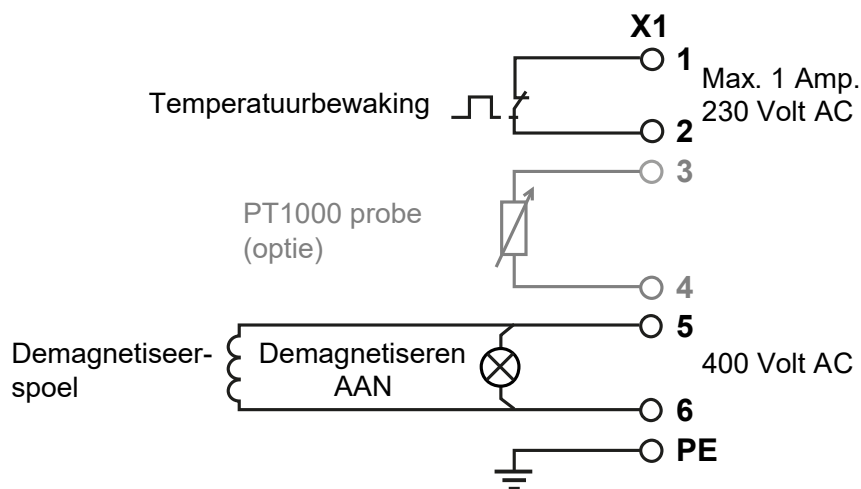 X1
1
Max. 1 Amp.
Temperatuurbewaking
230 Volt AC
2
3
PT1000 probe
(optie)
4
5
Demagnetiseer-
spoel
Demagnetiseren
AAN
400 Volt AC
6
PE